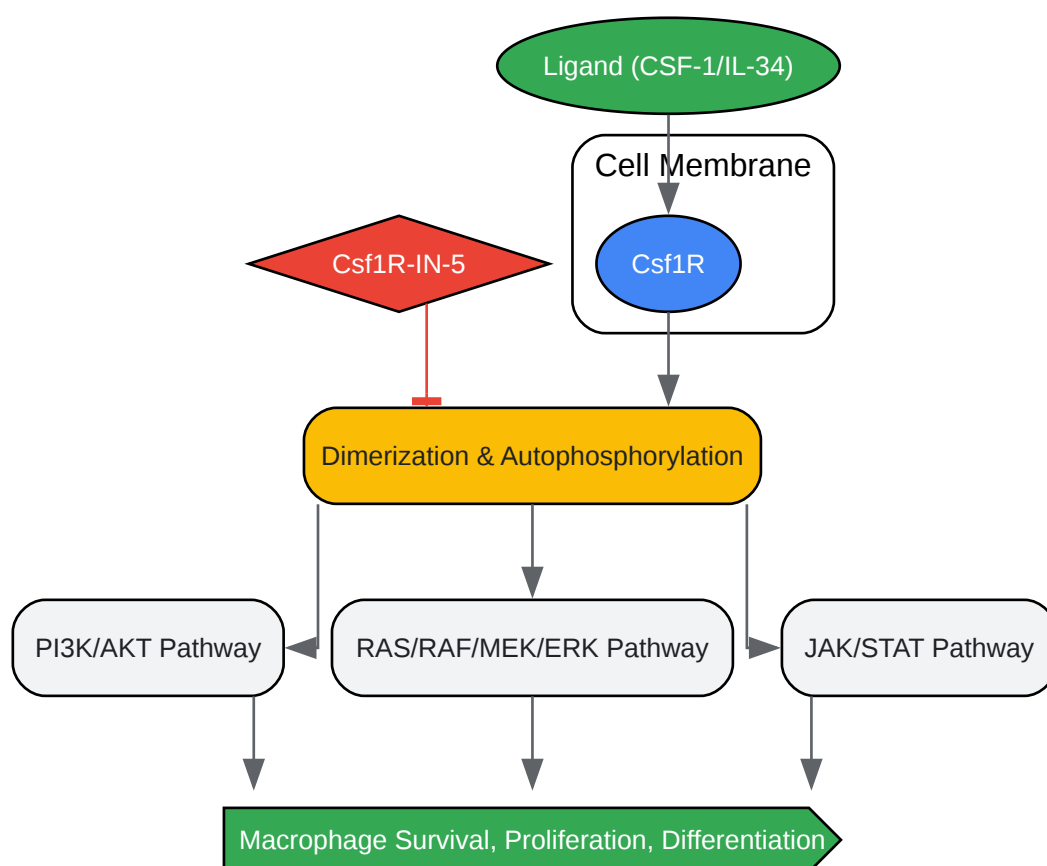 Ligand (CSF-1/IL-34)
Cell Membrane
Csf1R-IN-5
Csf1R
Dimerization & Autophosphorylation
PI3K/AKT Pathway
RAS/RAF/MEK/ERK Pathway
JAK/STAT Pathway
Macrophage Survival, Proliferation, Differentiation